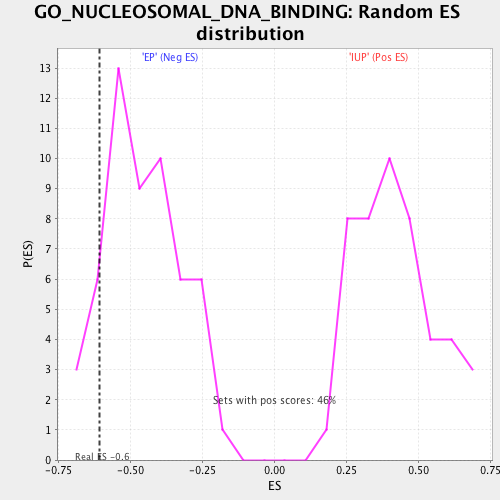 GO_NUCLEOSOMAL_DNA_BINDING: Random ES
distribution
'EP' (Neg ES)
'IUP' (Pos ES)
13
12
11
10
9
8
7
6
5
4
3
2
1
0
P(ES)
Sets with pos scores: 46%
Real ES -0.6
-0.75
-0.50
-0.25
0.00
0.25
0.50
0.75
ES